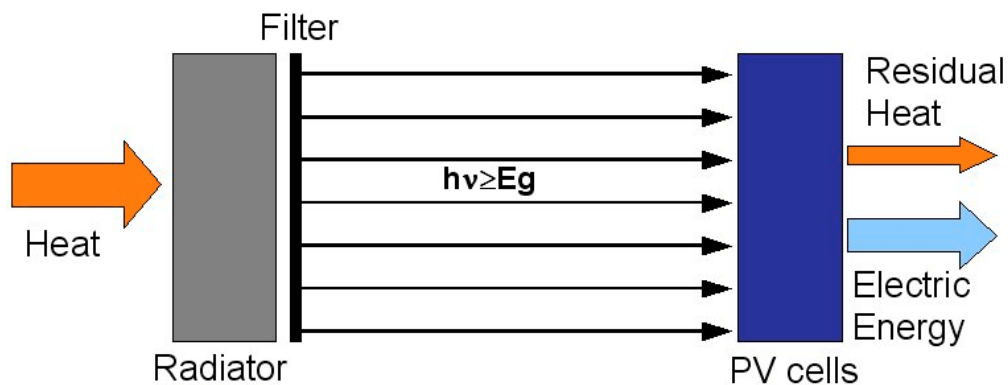 Filter
Residual
Heat
hν≥Eg
Heat
Electric
Energy
Radiator
PV cells